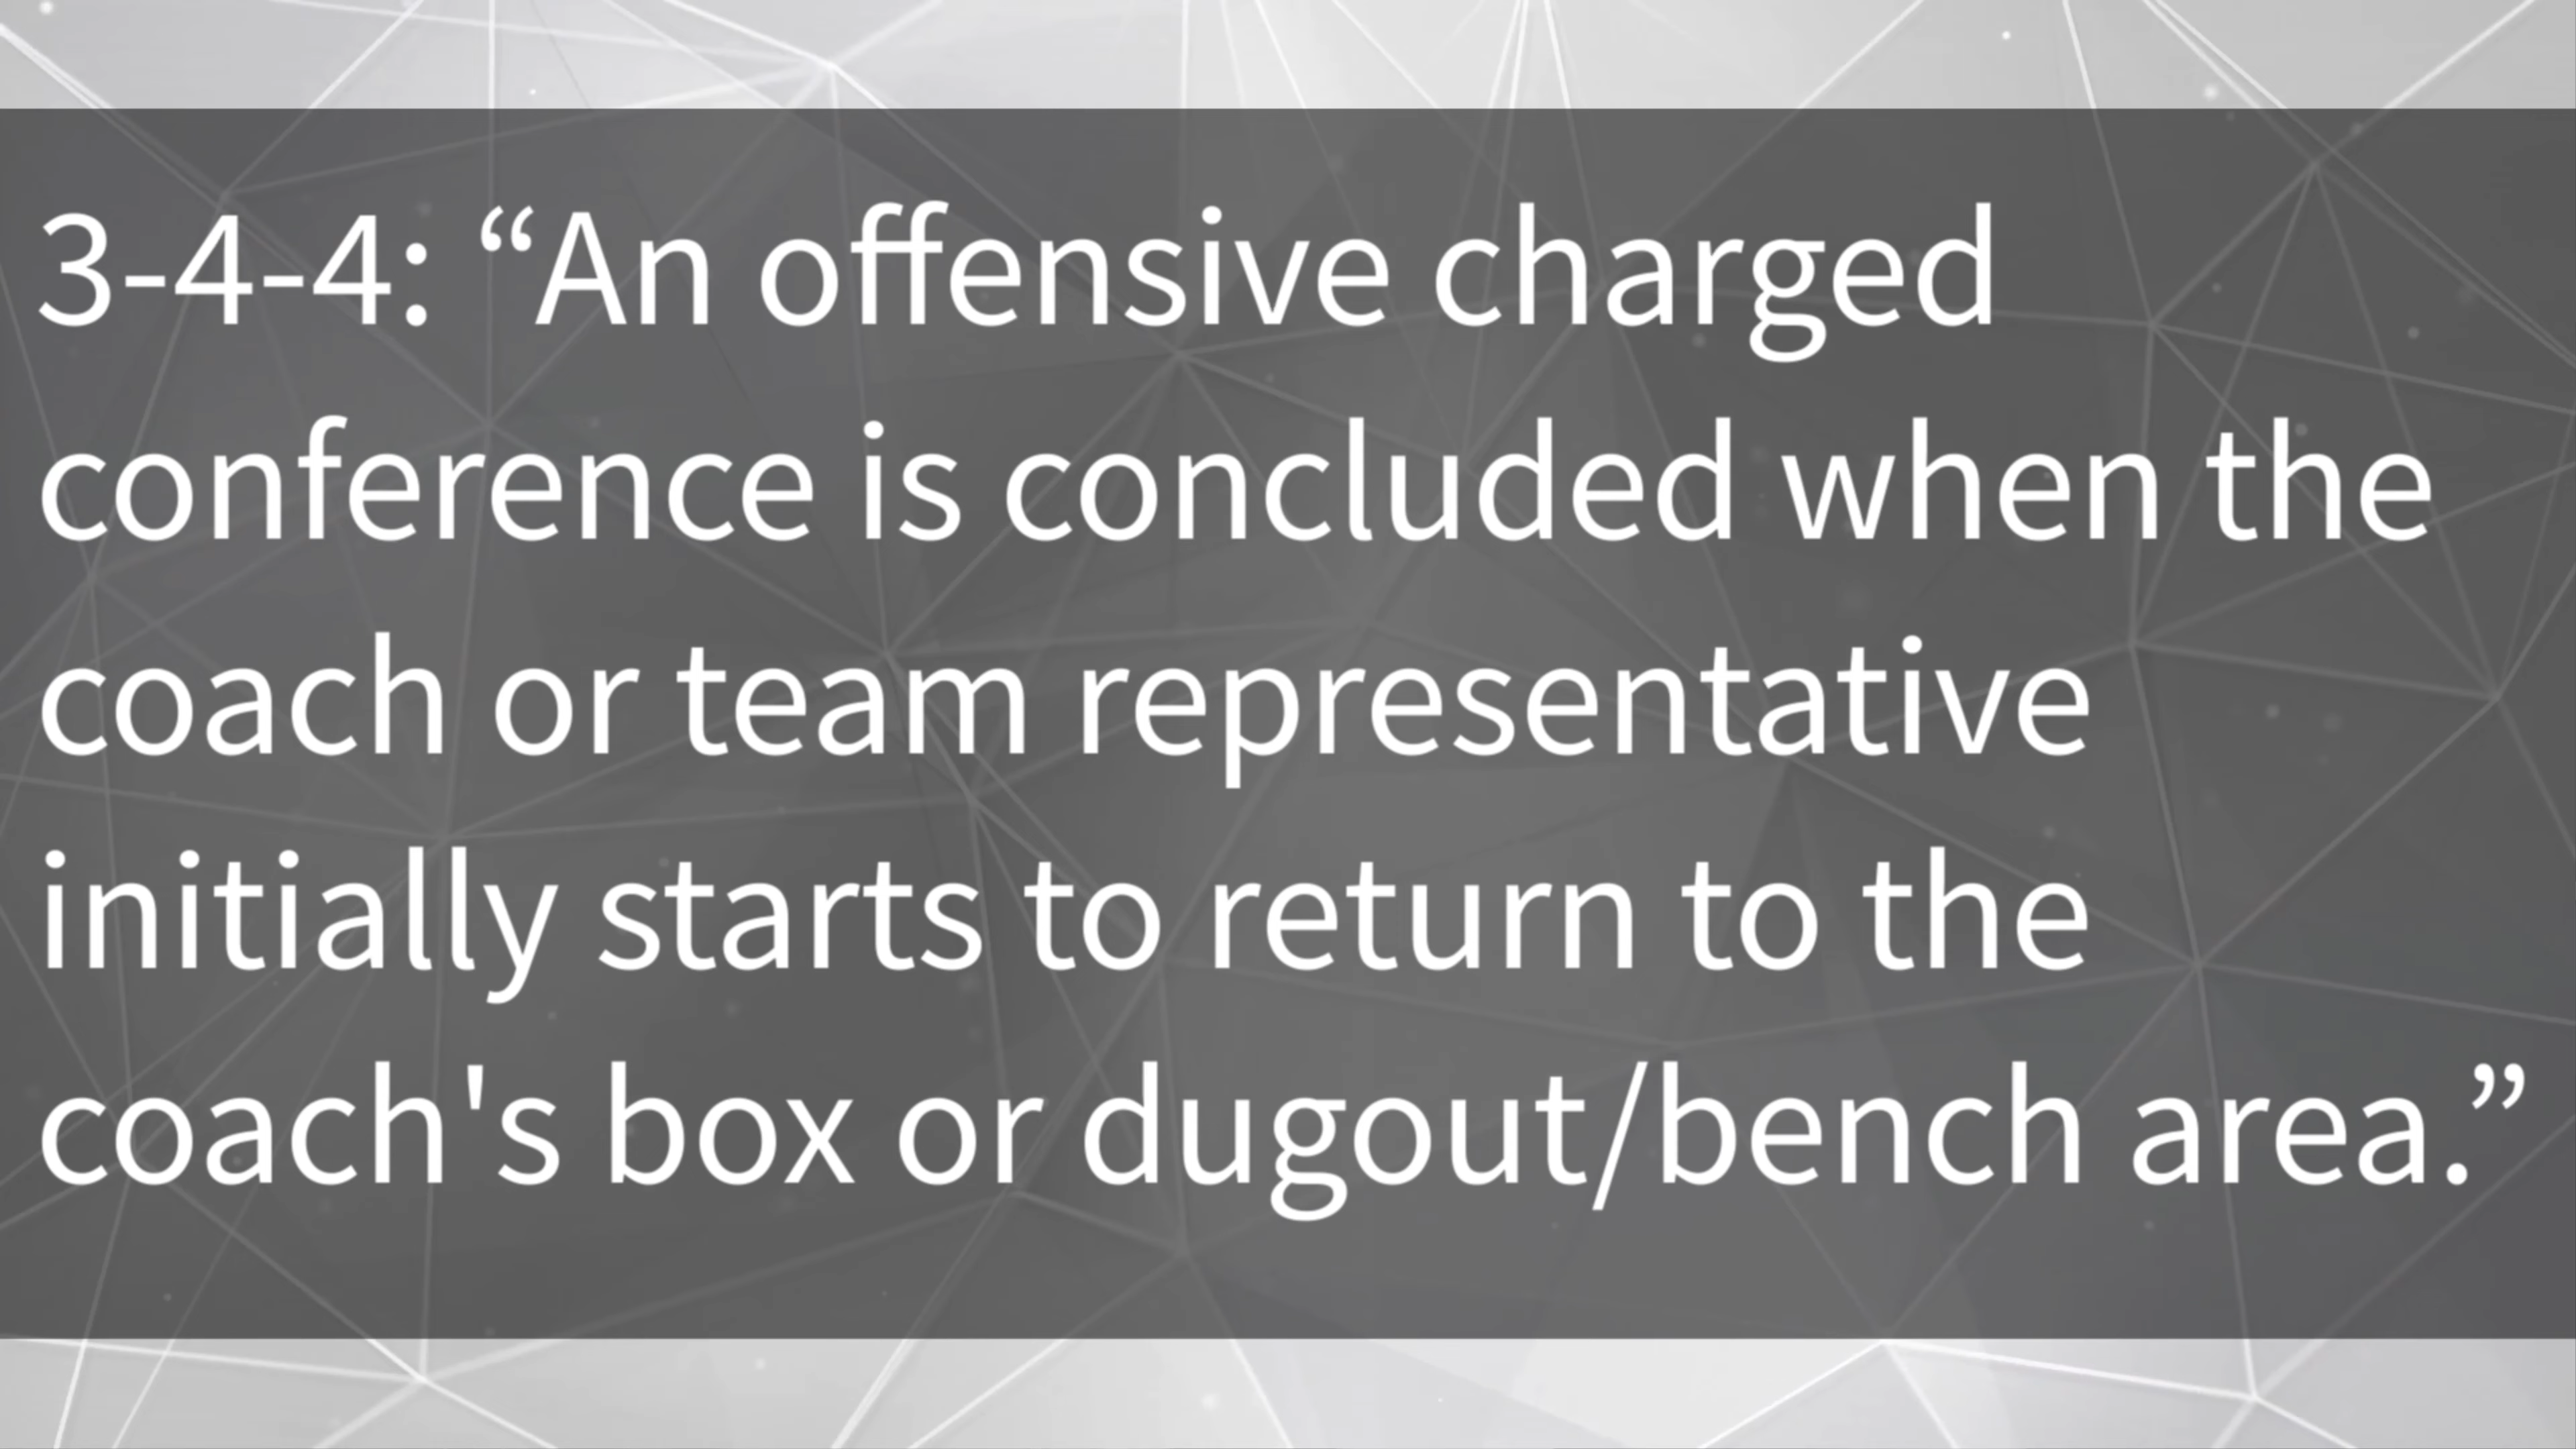 3-4-4: “An offensive charged
conference is concluded when the
coach or team representative
initially starts to return to the
coach's box or dugout/bench area.”